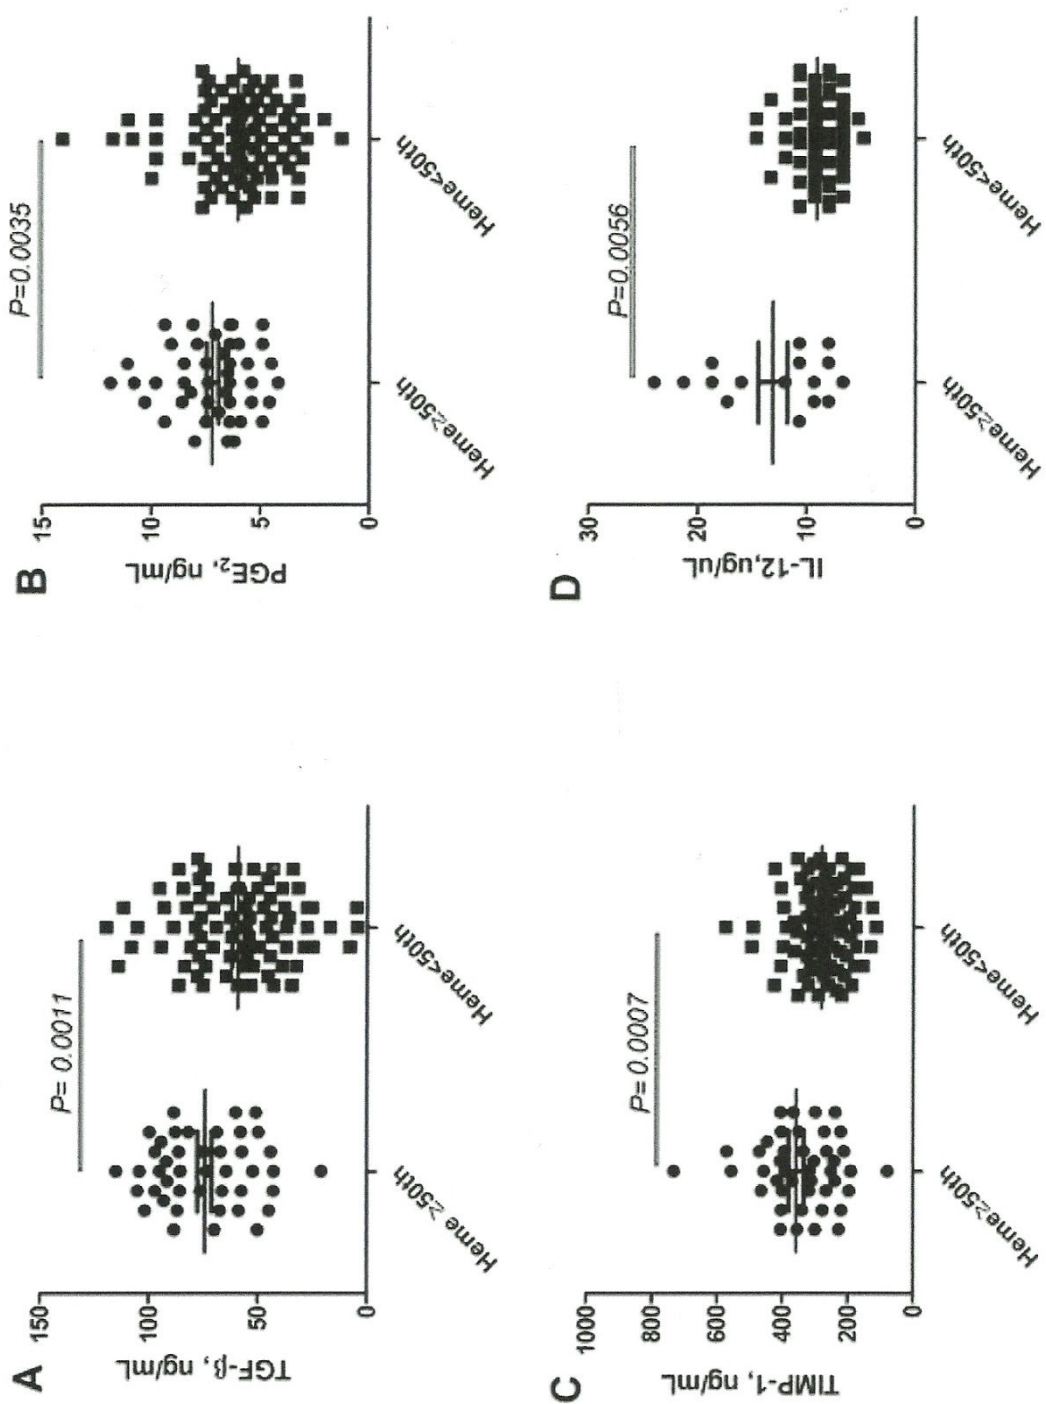 A
P= 0.0011
TGF-β, ng/mL
150
100
50
0
Heme ≥50th
Heme<50th
B
P=0.0035
PGE₂, ng/mL
15
10
5
0
Heme≥50th
Heme<50th
C
P=0.0007
TIMP-1, ng/mL
1000
800
600
400
200
0
Heme≥50th
Heme<50th
D
P=0.0056
IL-12,ug/uL
30
20
10
0
Heme≥50th
Heme<50th